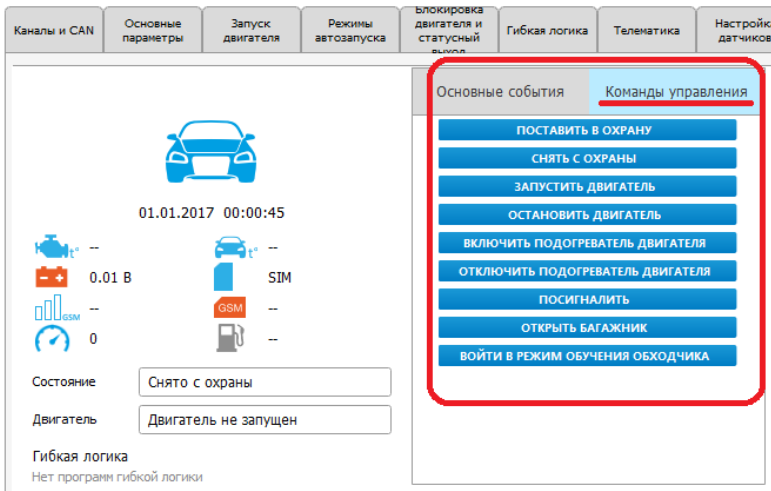 Каналы и CAN
Основные
параметры
Запуск
двигателя
Режимы
автозапуска
Блокировка
двигателя и
статусный
выход
Гибкая логика
Телематика
Настройка
датчиков
Основные события
Команды управления
ПОСТАВИТЬ В ОХРАНУ
СНЯТЬ С ОХРАНЫ
ЗАПУСТИТЬ ДВИГАТЕЛЬ
ОСТАНОВИТЬ ДВИГАТЕЛЬ
ВКЛЮЧИТЬ ПОДОГРЕВАТЕЛЬ ДВИГАТЕЛЯ
ОТКЛЮЧИТЬ ПОДОГРЕВАТЕЛЬ ДВИГАТЕЛЯ
ПОСИГНАЛИТЬ
ОТКРЫТЬ БАГАЖНИК
ВОЙТИ В РЕЖИМ ОБУЧЕНИЯ ОБХОДЧИКА
01.01.2017 00:00:45
t° -- t° --
0.01 В SIM
GSM -- GSM --
0 --
Состояние Снято с охраны
Двигатель Двигатель не запущен
Гибкая логика
Нет программ гибкой логики